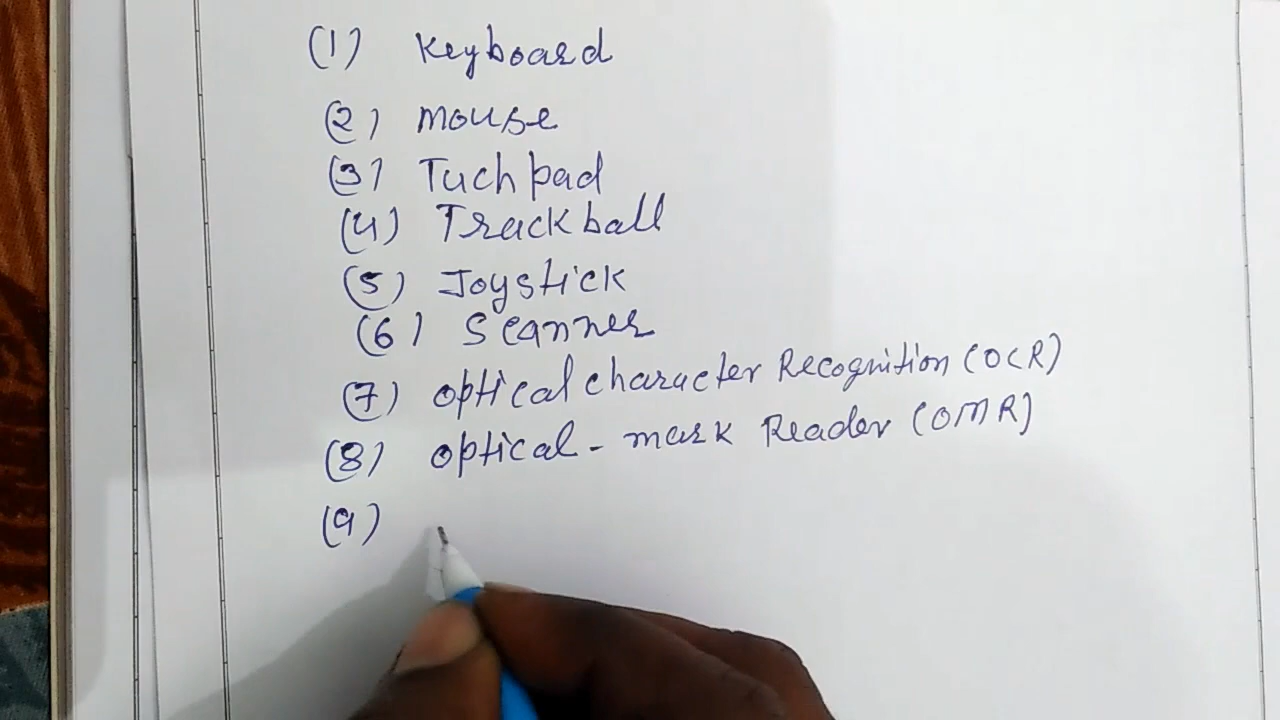 (1) Keyboard
(2) mouse
(3) Tuchpad
(4) Trackball
(5) Joystick
(6) Scanner
(7) optical character Recognition (OCR)
(8) optical - mark Reader (OMR)
(9)